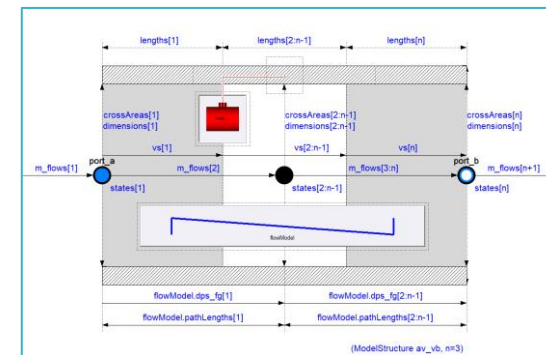 lengths[1] lengths[2:n-1] lengths[n]
crossAreas[1] crossAreas[2:n-1] crossAreas[n]
dimensions[1] dimensions[2:n-1] dimensions[n]
vs[1] vs[2:n-1] vs[n]
port_a port_b
m_flows[1] m_flows[2] m_flows[3:n] m_flows[n+1]
states[1] states[2:n-1] states[n]
flowModel
flowModel.dps_fg[1] flowModel.dps_fg[2:n-1]
flowModel.pathLengths[1] flowModel.pathLengths[2:n-1]
(ModelStructure av_vb, n=3)